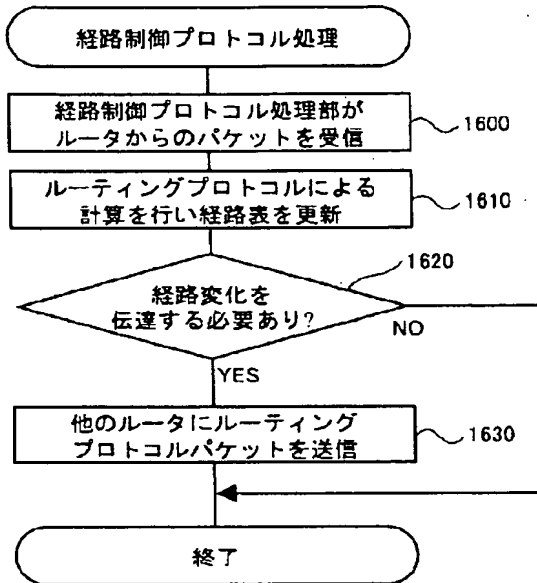 経路制御プロトコル処理
経路制御プロトコル処理部が
ルータからのパケットを受信
1600
ルーティングプロトコルによる
計算を行い経路表を更新
1610
1620
経路変化を
伝達する必要あり?
NO
YES
他のルータにルーティング
プロトコルパケットを送信
1630
終了